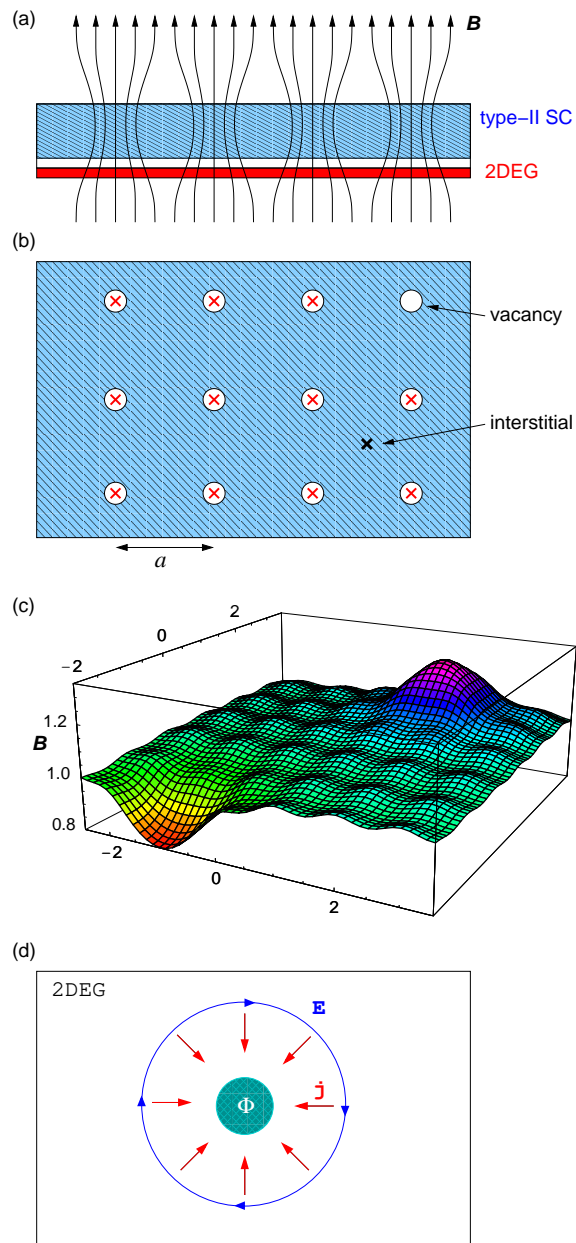 (a)
B
type–II SC
2DEG
(b)
vacancy
interstitial
a
(c)
2
0
−2
1.2
B
1.0
0.8
−2
0
2
(d)
2DEG
E
j
Φ